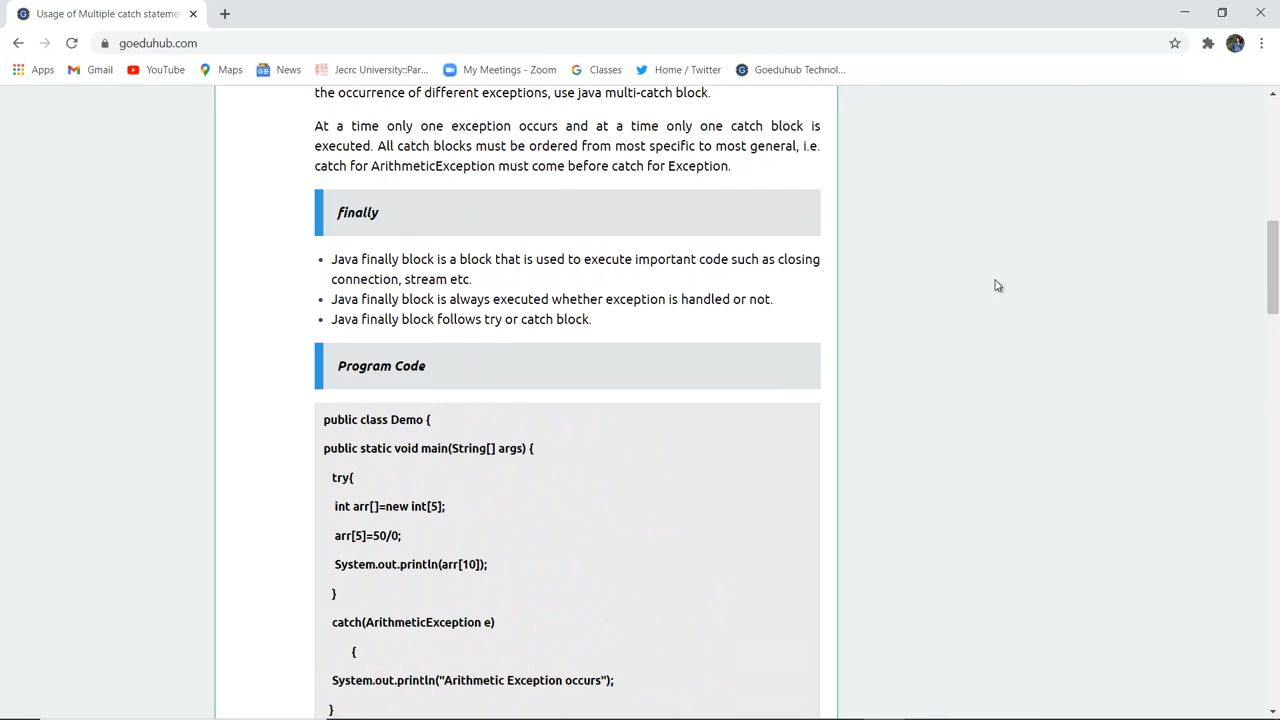 Usage of Multiple catch stateme
goeduhub.com
Apps
Gmail
YouTube
Maps
News
Jecrc University::Par...
My Meetings - Zoom
Classes
Home / Twitter
Goeduhub Technol...
the occurrence of different exceptions, use java multi-catch block.
At a time only one exception occurs and at a time only one catch block is
executed. All catch blocks must be ordered from most specific to most general, i.e.
catch for ArithmeticException must come before catch for Exception.
finally
• Java finally block is a block that is used to execute important code such as closing
connection, stream etc.
• Java finally block is always executed whether exception is handled or not.
• Java finally block follows try or catch block.
Program Code
public class Demo {
public static void main(String[] args) {
try{
int arr[]=new int[5];
arr[5]=50/0;
System.out.println(arr[10]);
}
catch(ArithmeticException e)
{
System.out.println("Arithmetic Exception occurs");
}